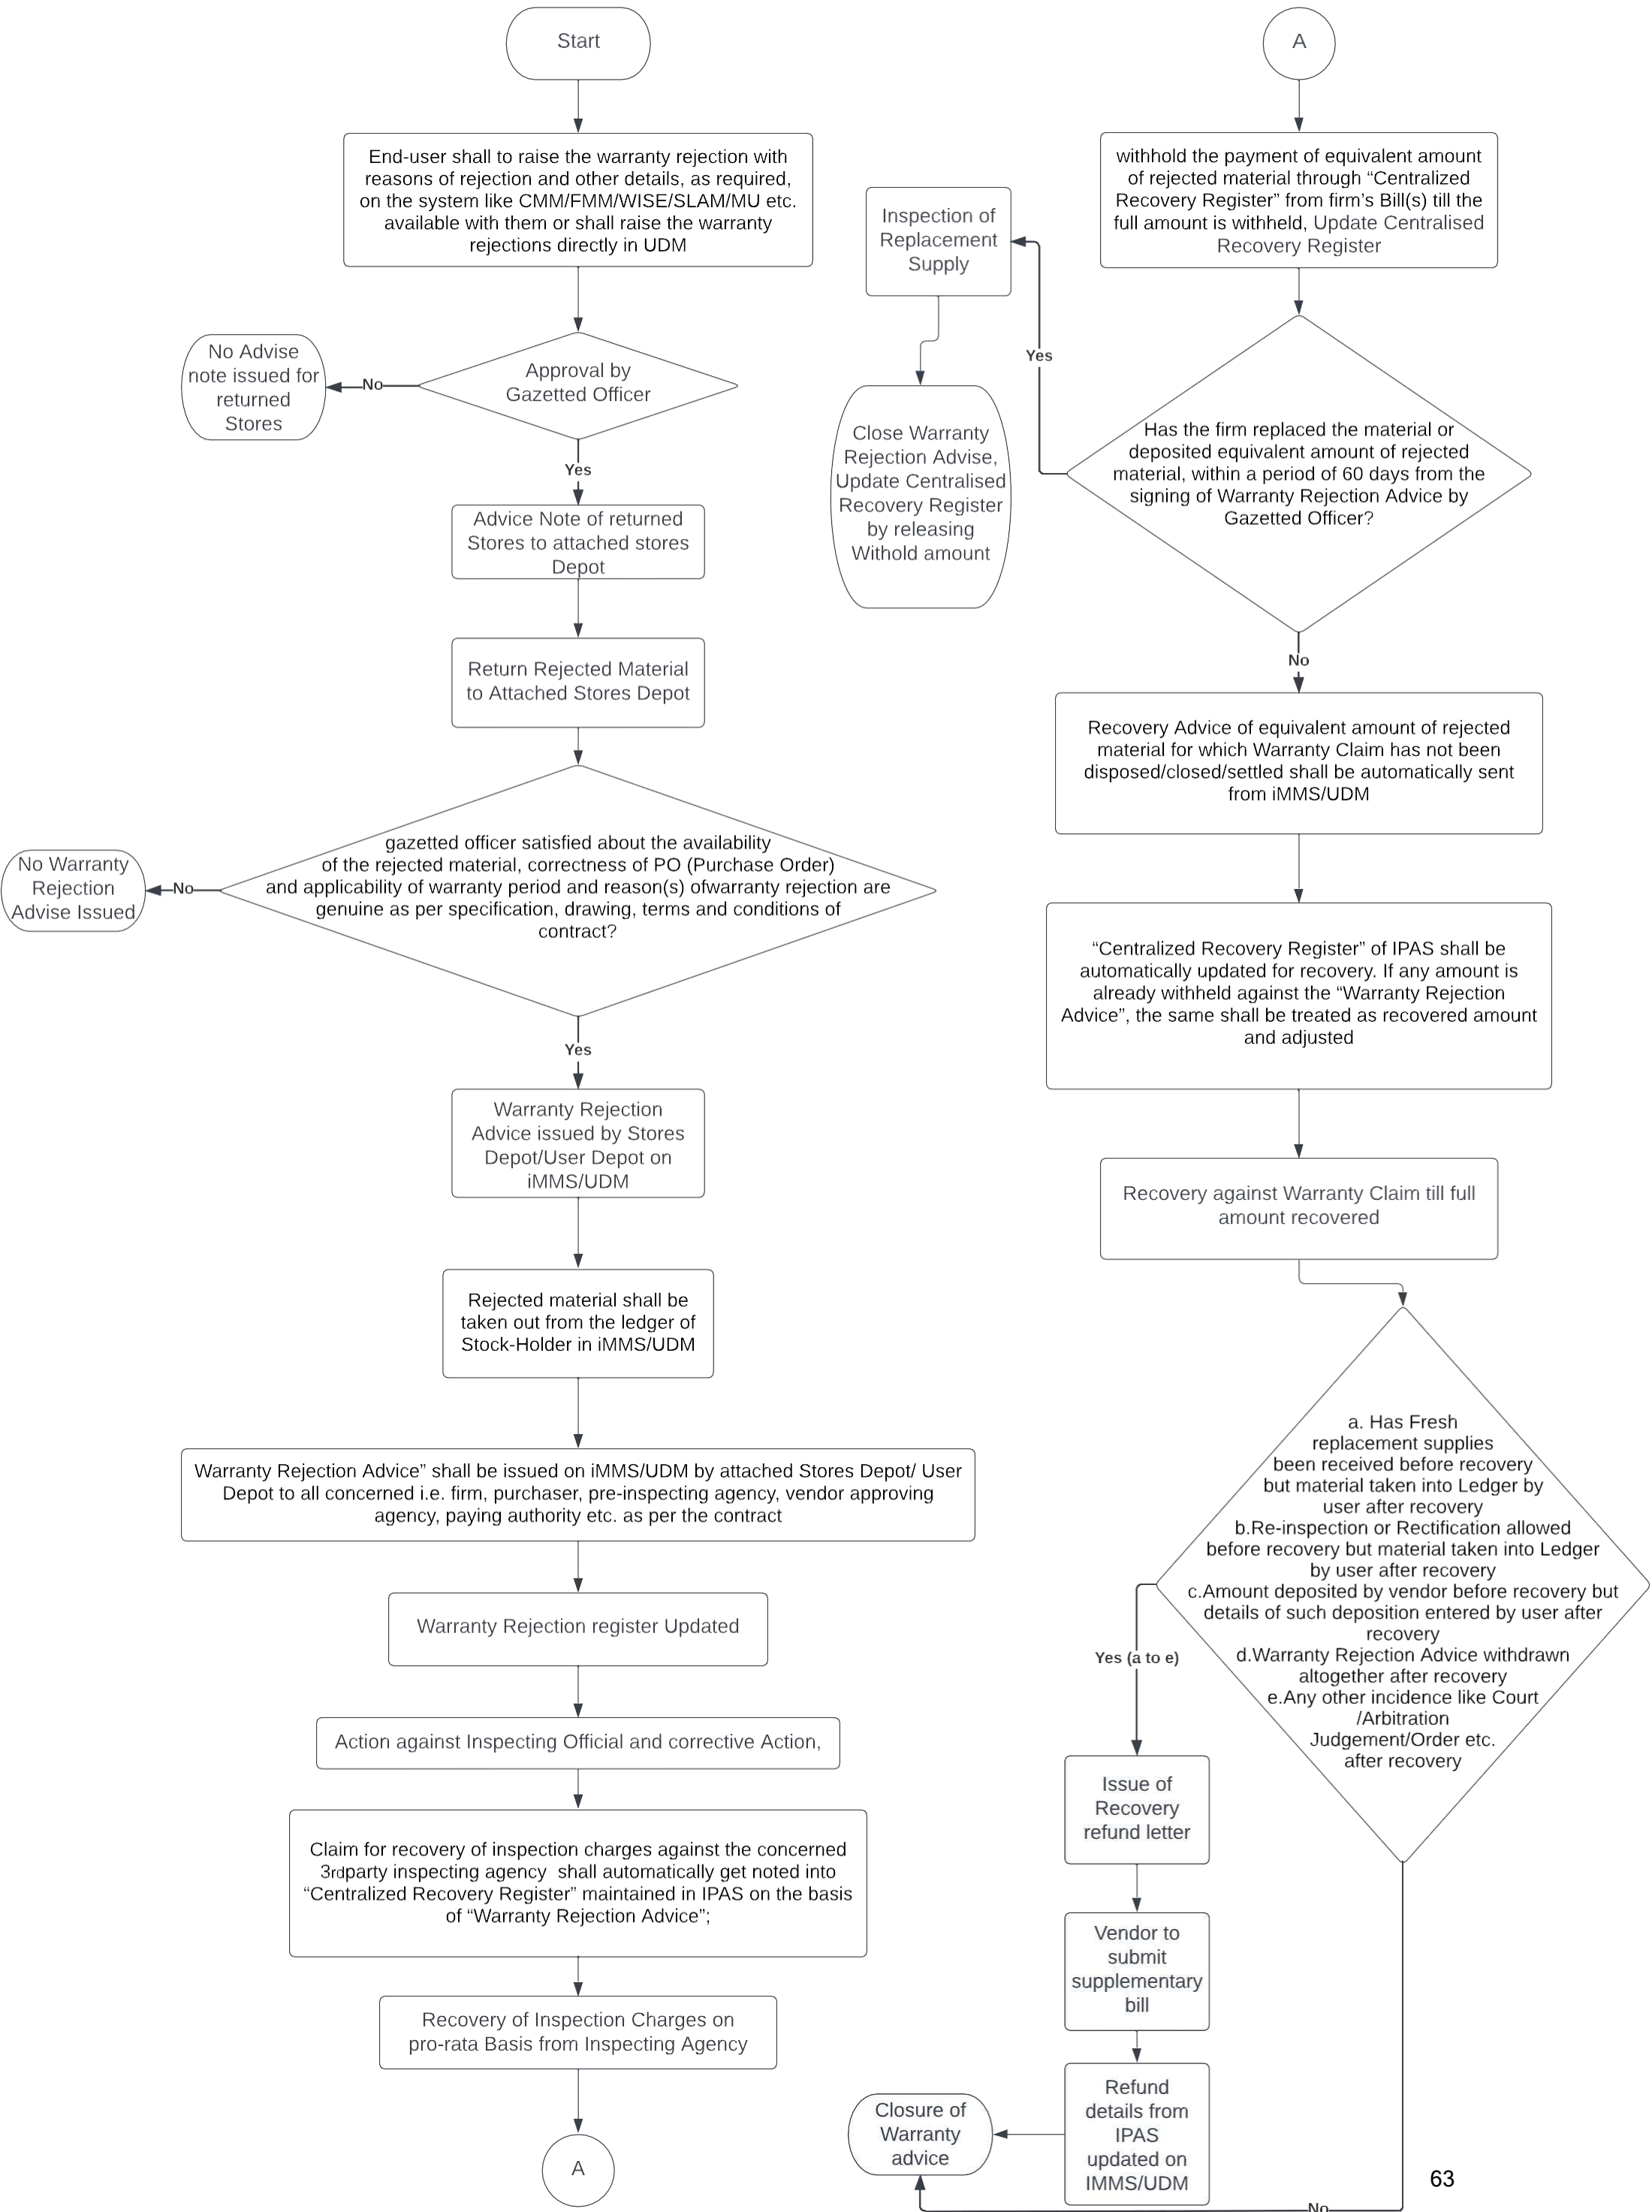 Start
End-user shall to raise the warranty rejection with
reasons of rejection and other details, as required,
on the system like CMM/FMM/WISE/SLAM/MU etc.
available with them or shall raise the warranty
rejections directly in UDM
Approval by
Gazetted Officer
No
No Advise
note issued for
returned
Stores
Yes
Advice Note of returned
Stores to attached stores
Depot
Return Rejected Material
to Attached Stores Depot
gazetted officer satisfied about the availability
of the rejected material, correctness of PO (Purchase Order)
and applicability of warranty period and reason(s) ofwarranty rejection are
genuine as per specification, drawing, terms and conditions of
contract?
No
No Warranty
Rejection
Advise Issued
Yes
Warranty Rejection
Advice issued by Stores
Depot/User Depot on
iMMS/UDM
Rejected material shall be
taken out from the ledger of
Stock-Holder in iMMS/UDM
Warranty Rejection Advice” shall be issued on iMMS/UDM by attached Stores Depot/ User
Depot to all concerned i.e. firm, purchaser, pre-inspecting agency, vendor approving
agency, paying authority etc. as per the contract
Warranty Rejection register Updated
Action against Inspecting Official and corrective Action,
Claim for recovery of inspection charges against the concerned
3rdparty inspecting agency  shall automatically get noted into
“Centralized Recovery Register” maintained in IPAS on the basis
of “Warranty Rejection Advice”;
Recovery of Inspection Charges on
pro-rata Basis from Inspecting Agency
A
A
withhold the payment of equivalent amount
of rejected material through “Centralized
Recovery Register” from firm's Bill(s) till the
full amount is withheld, Update Centralised
Recovery Register
Has the firm replaced the material or
deposited equivalent amount of rejected
material, within a period of 60 days from the
signing of Warranty Rejection Advice by
Gazetted Officer?
Yes
Inspection of
Replacement
Supply
Close Warranty
Rejection Advise,
Update Centralised
Recovery Register
by releasing
Withold amount
No
Recovery Advice of equivalent amount of rejected
material for which Warranty Claim has not been
disposed/closed/settled shall be automatically sent
from iMMS/UDM
“Centralized Recovery Register” of IPAS shall be
automatically updated for recovery. If any amount is
already withheld against the “Warranty Rejection
Advice”, the same shall be treated as recovered amount
and adjusted
Recovery against Warranty Claim till full
amount recovered
a. Has Fresh
replacement supplies
been received before recovery
but material taken into Ledger by
user after recovery
b.Re-inspection or Rectification allowed
before recovery but material taken into Ledger
by user after recovery
c.Amount deposited by vendor before recovery but
details of such deposition entered by user after
recovery
d.Warranty Rejection Advice withdrawn
altogether after recovery
e.Any other incidence like Court
/Arbitration
Judgement/Order etc.
after recovery
Yes (a to e)
Issue of
Recovery
refund letter
Vendor to
submit
supplementary
bill
Refund
details from
IPAS
updated on
IMMS/UDM
Closure of
Warranty
advice
No
63